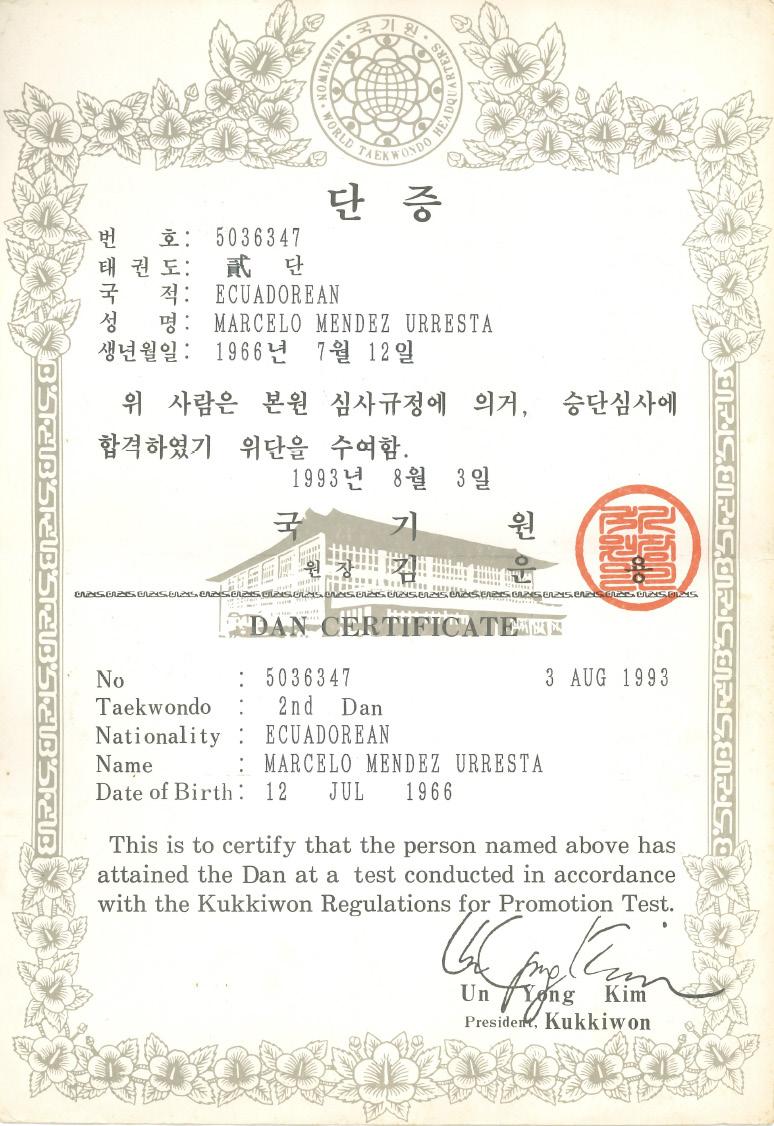 국기원
KUKKIWON · WORLD TAEKWONDO HEADQUARTERS
단 증
번 호: 5036347
태권도: 貳 단
국 적: ECUADOREAN
성 명: MARCELO MENDEZ URRESTA
생년월일: 1966년 7월 12일
위 사람은 본원 심사규정에 의거, 승단심사에
합격하였기 위단을 수여함.
1993년 8월 3일
국 기 원
원장 김 운 용
DAN CERTIFICATE
No : 5036347 3 AUG 1993
Taekwondo : 2nd Dan
Nationality : ECUADOREAN
Name : MARCELO MENDEZ URRESTA
Date of Birth: 12 JUL 1966
This is to certify that the person named above has
attained the Dan at a test conducted in accordance
with the Kukkiwon Regulations for Promotion Test.
Un Yong Kim
Un Yong Kim
President, Kukkiwon